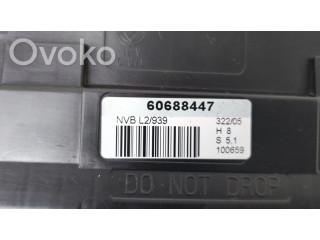 Ovoko
60688447
NVB L2/939
322/05
H 8
S 5.1
100659
DO NOT DROP